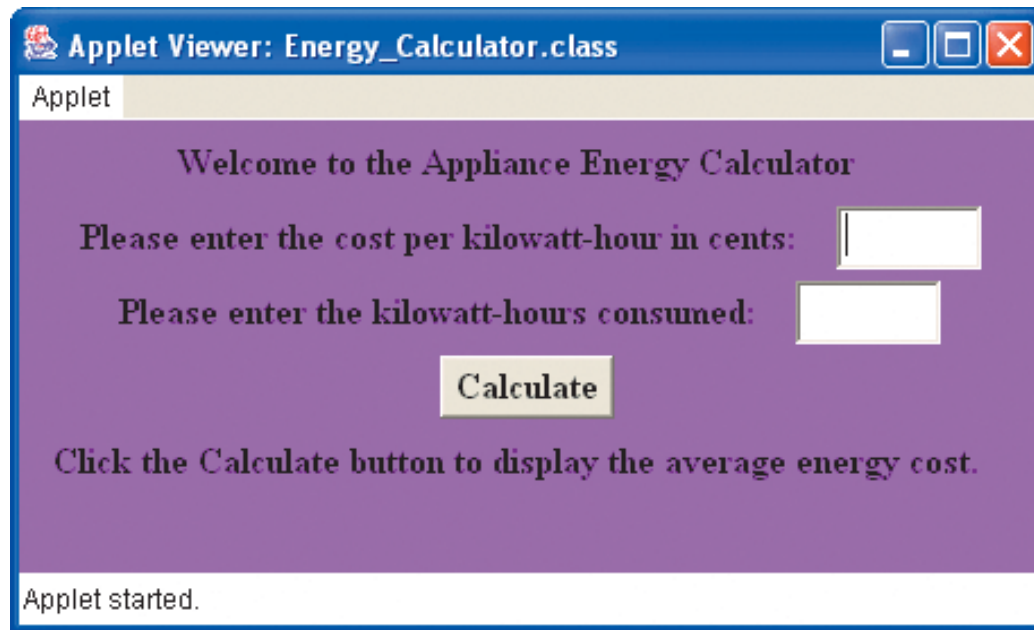 Applet Viewer: Energy_Calculator.class
Applet
Welcome to the Appliance Energy Calculator
Please enter the cost per kilowatt-hour in cents:
Please enter the kilowatt-hours consumed:
Calculate
Click the Calculate button to display the average energy cost.
Applet started.